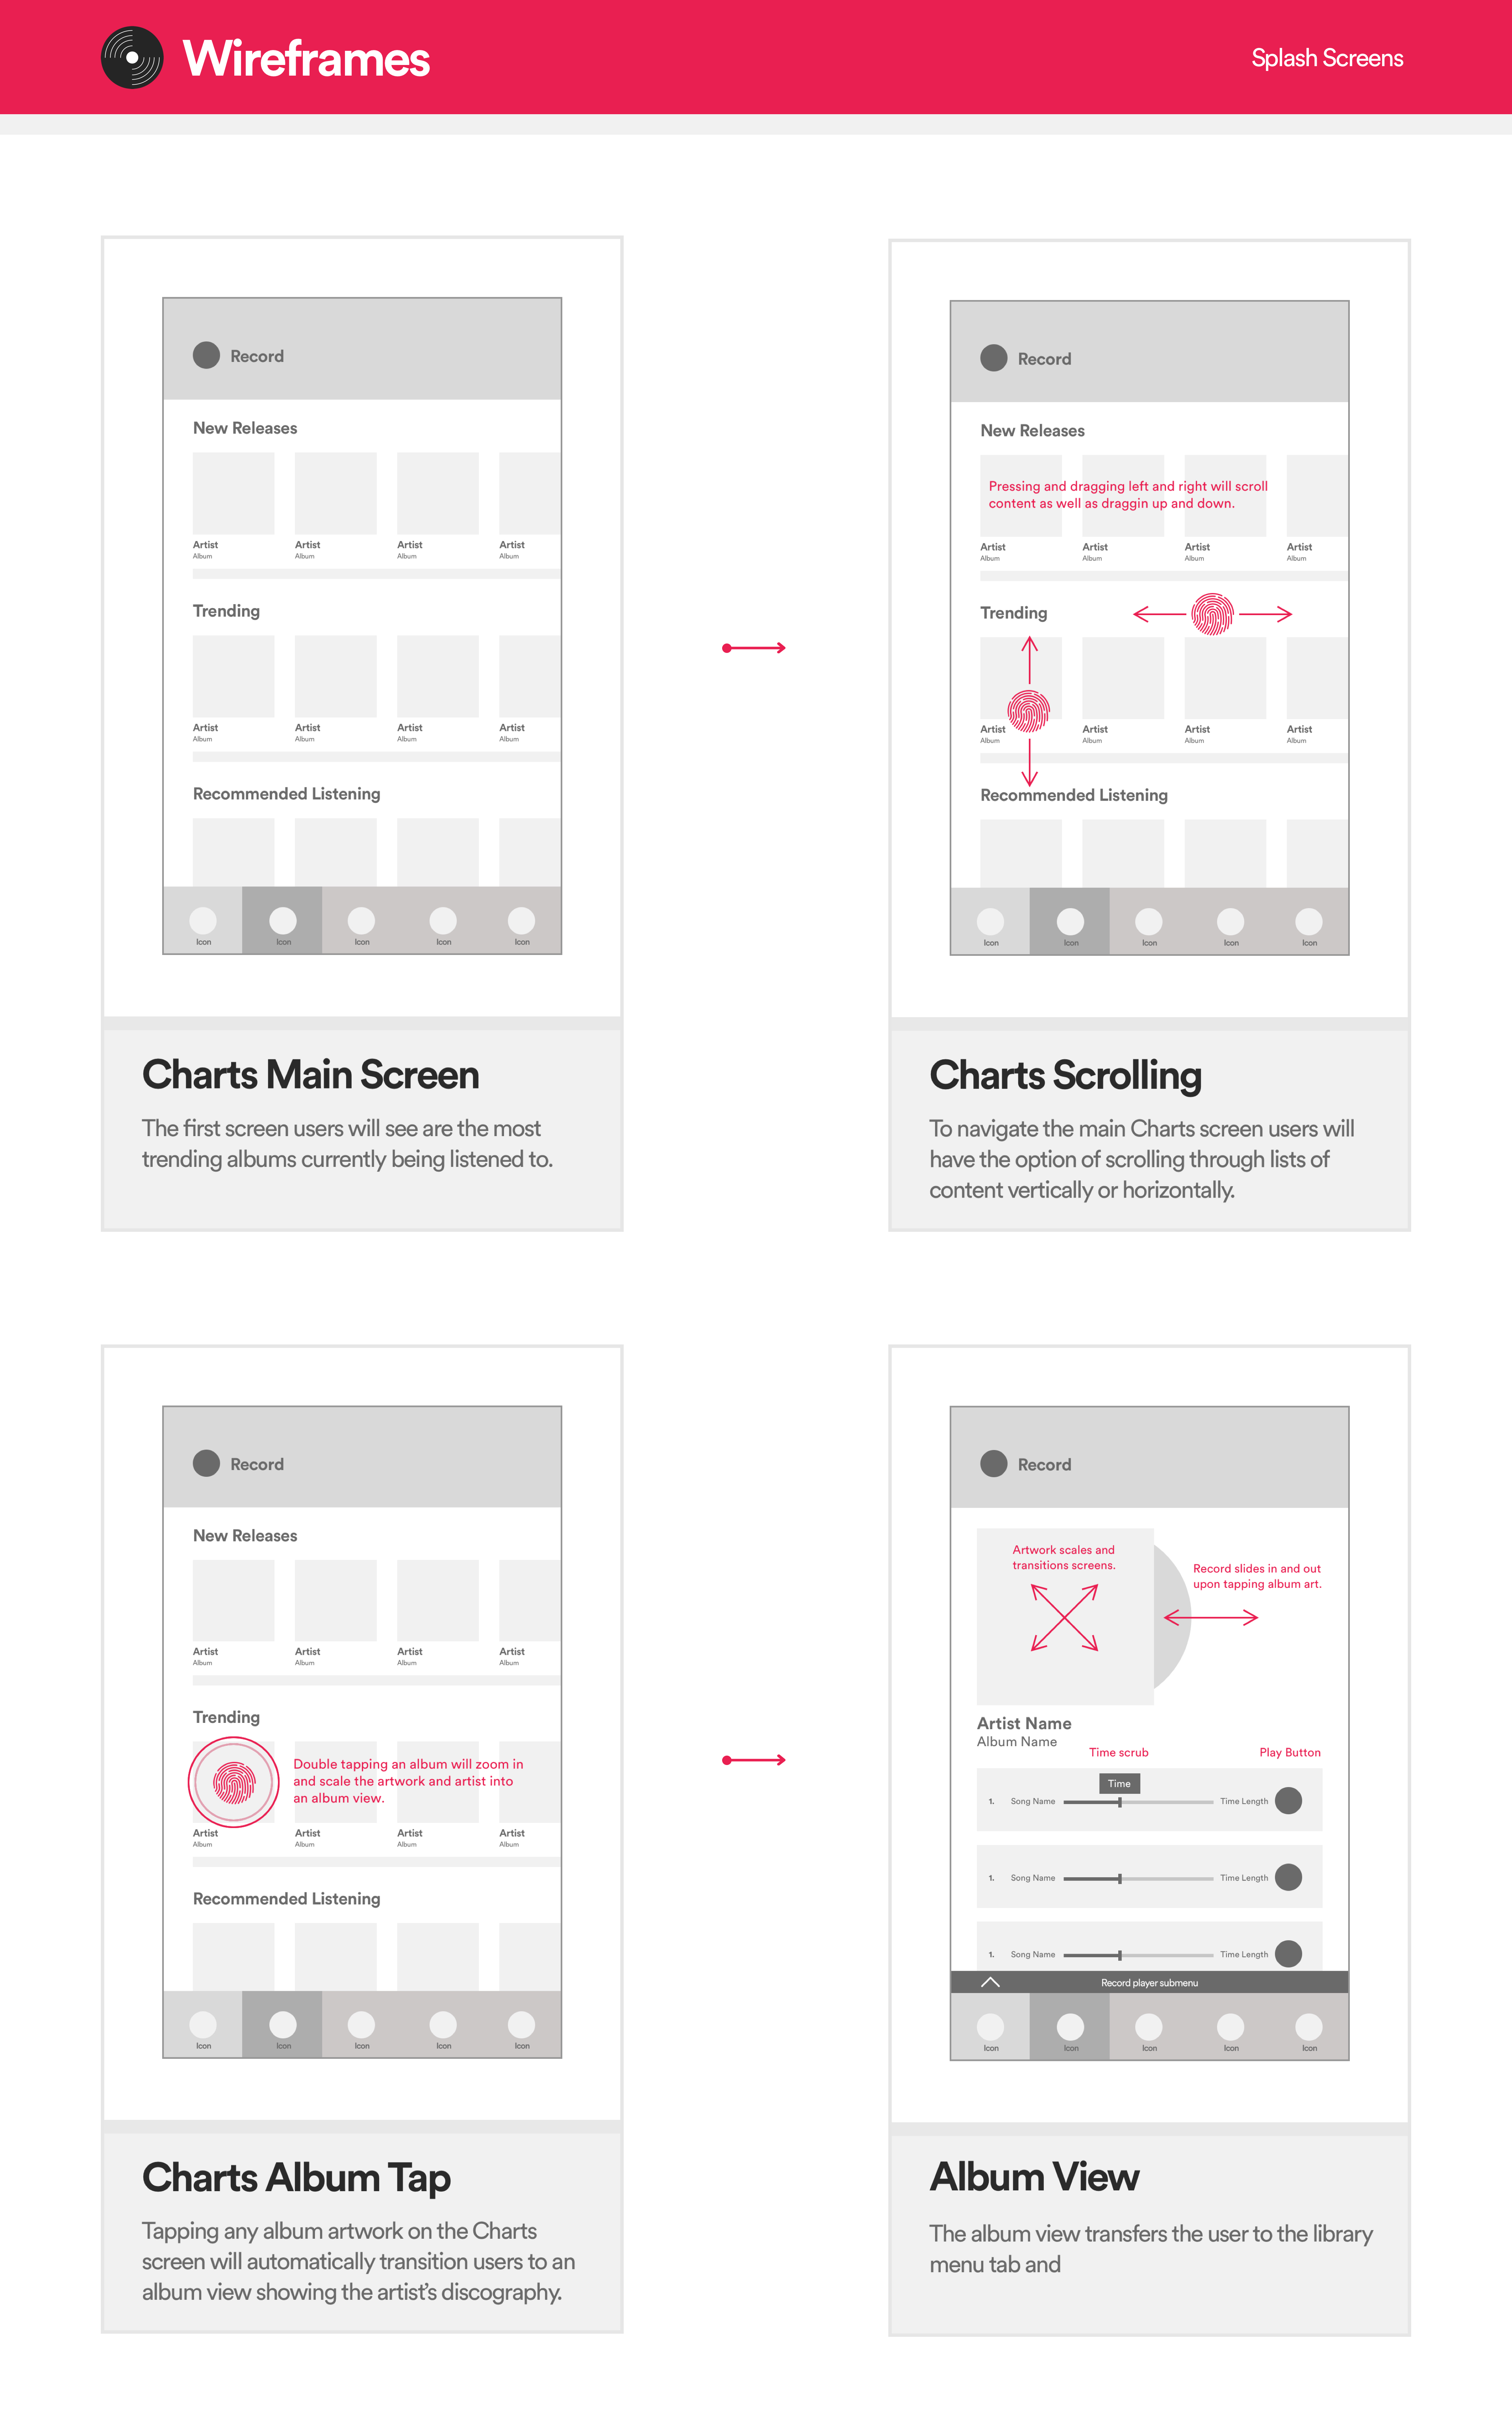 Wireframes
Splash Screens
Record
New Releases
Artist Artist Artist Artist
Album Album Album Album
Trending
Artist Artist Artist Artist
Album Album Album Album
Recommended Listening
Icon Icon Icon Icon Icon
Charts Main Screen
The first screen users will see are the most
trending albums currently being listened to.
Record
New Releases
Pressing and dragging left and right will scroll
content as well as draggin up and down.
Artist Artist Artist Artist
Album Album Album Album
Trending
Artist Artist Artist Artist
Album Album Album Album
Recommended Listening
Icon Icon Icon Icon Icon
Charts Scrolling
To navigate the main Charts screen users will
have the option of scrolling through lists of
content vertically or horizontally.
Record
New Releases
Artist Artist Artist Artist
Album Album Album Album
Trending
Double tapping an album will zoom in
and scale the artwork and artist into
an album view.
Artist Artist Artist Artist
Album Album Album Album
Recommended Listening
Icon Icon Icon Icon Icon
Charts Album Tap
Tapping any album artwork on the Charts
screen will automatically transition users to an
album view showing the artist's discography.
Record
Artwork scales and
transitions screens.
Record slides in and out
upon tapping album art.
Artist Name
Album Name
Time scrub Play Button
Time
1. Song Name Time Length
1. Song Name Time Length
1. Song Name Time Length
Record player submenu
Icon Icon Icon Icon Icon
Album View
The album view transfers the user to the library
menu tab and